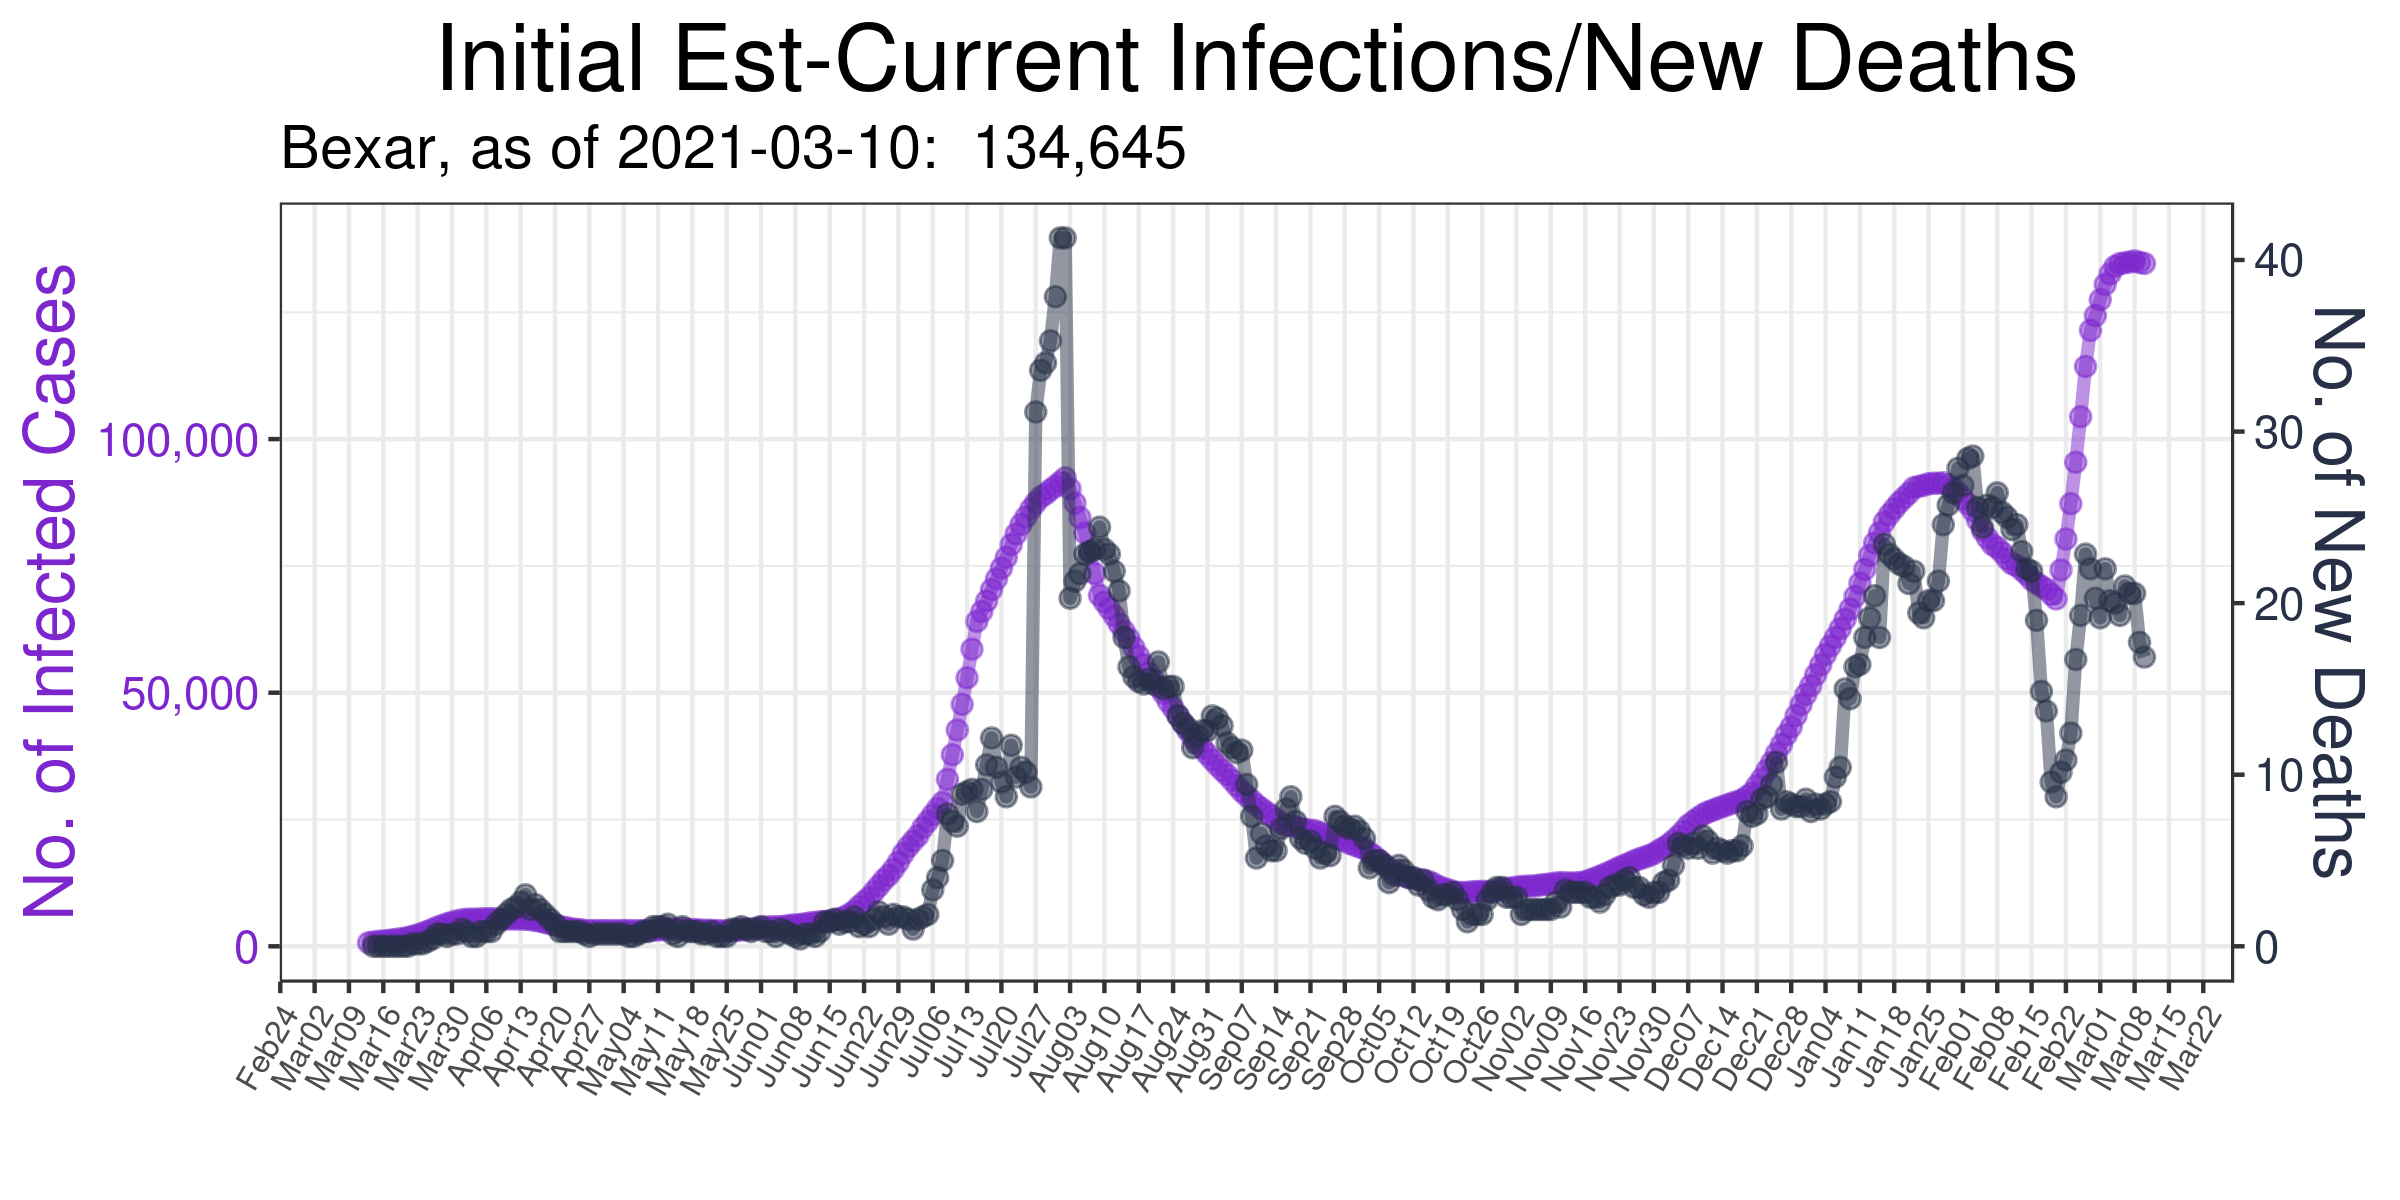 Initial Est-Current Infections/New Deaths
Bexar, as of 2021-03-10:  134,645
No. of Infected Cases
100,000
50,000
0
40
30
20
10
0
No. of New Deaths
Feb24
Mar02
Mar09
Mar16
Mar23
Mar30
Apr06
Apr13
Apr20
Apr27
May04
May11
May18
May25
Jun01
Jun08
Jun15
Jun22
Jun29
Jul06
Jul13
Jul20
Jul27
Aug03
Aug10
Aug17
Aug24
Aug31
Sep07
Sep14
Sep21
Sep28
Oct05
Oct12
Oct19
Oct26
Nov02
Nov09
Nov16
Nov23
Nov30
Dec07
Dec14
Dec21
Dec28
Jan04
Jan11
Jan18
Jan25
Feb01
Feb08
Feb15
Feb22
Mar01
Mar08
Mar15
Mar22